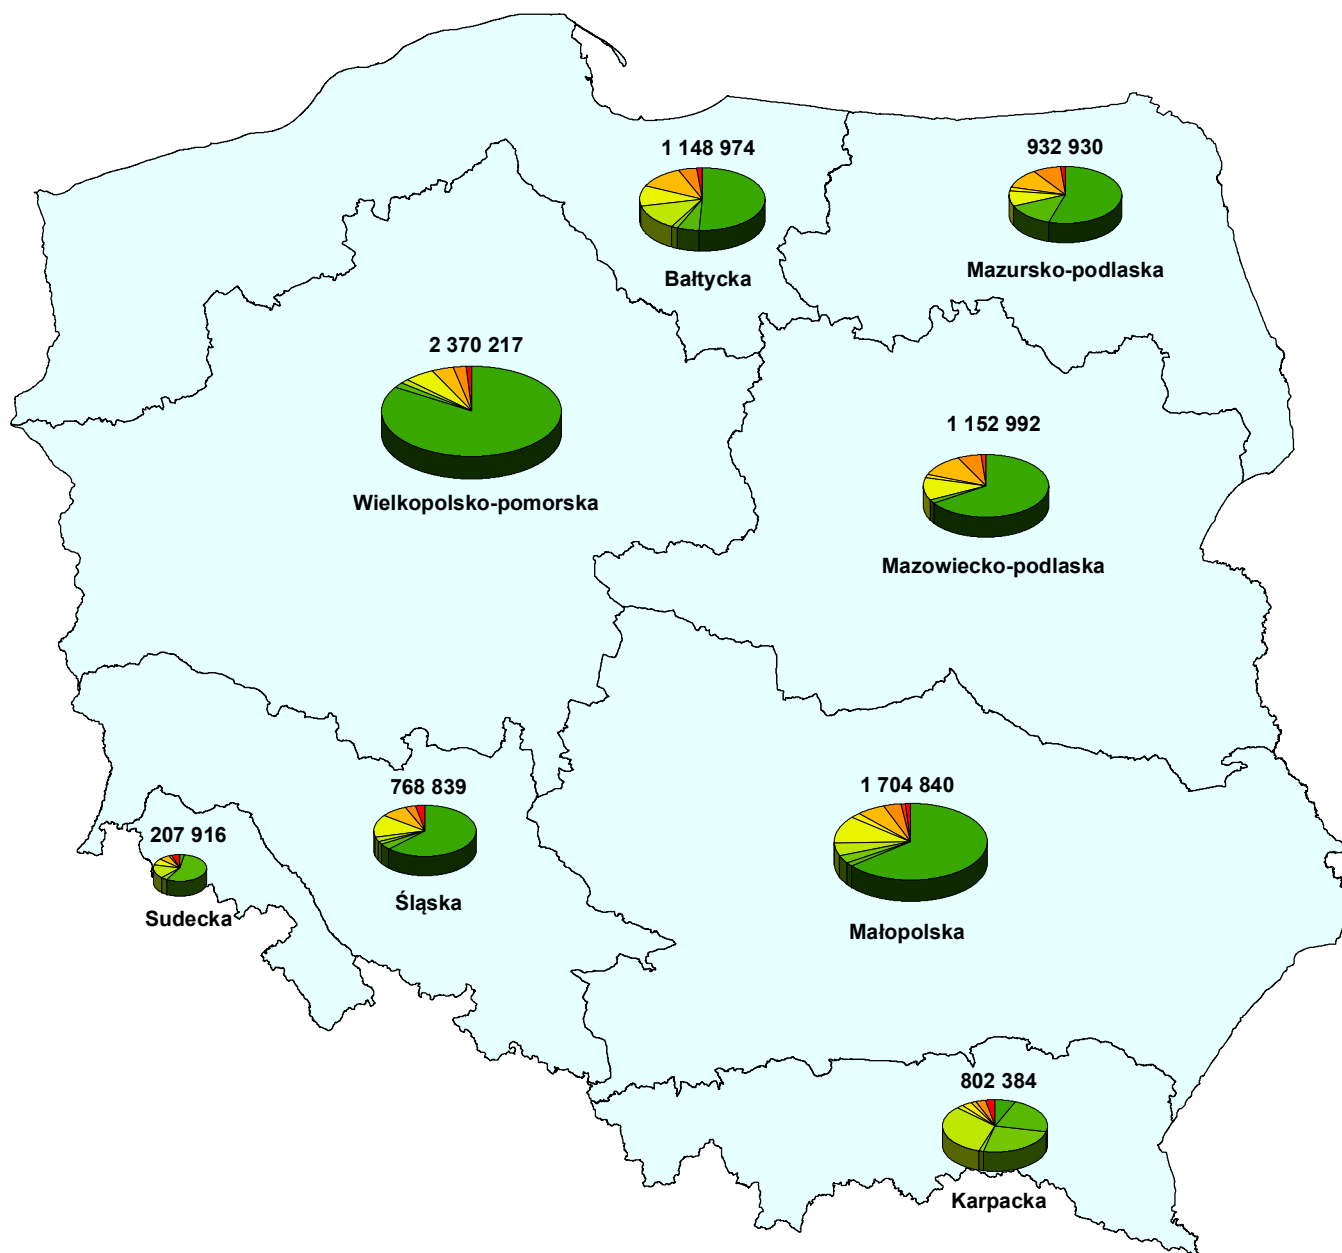 1 148 974
Bałtycka
932 930
Mazursko-podlaska
2 370 217
Wielkopolsko-pomorska
1 152 992
Mazowiecko-podlaska
768 839
Śląska
207 916
Sudecka
1 704 840
Małopolska
802 384
Karpacka